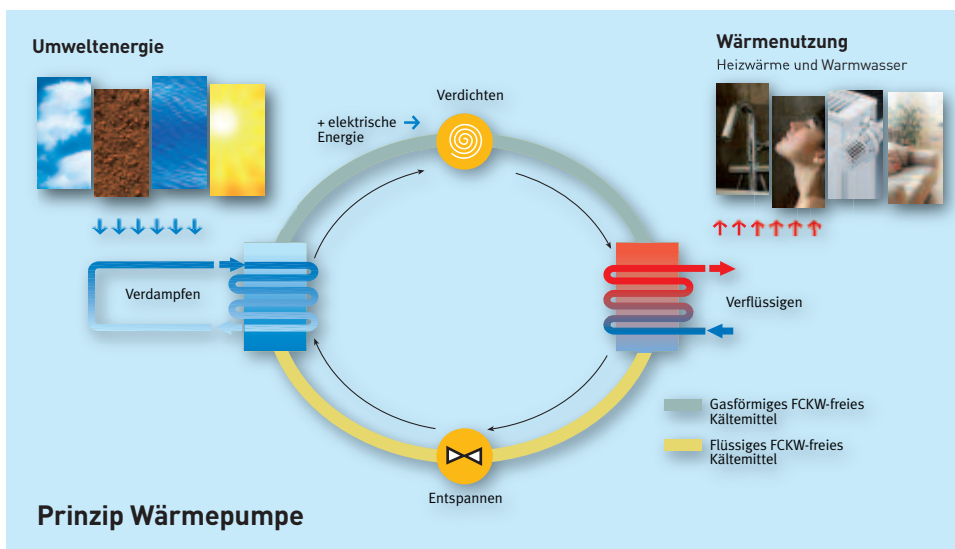 Umweltenergie
Wärmenutzung
Heizwärme und Warmwasser
Verdichten
+ elektrische
Energie
Verdampfen
Verflüssigen
Gasförmiges FCKW-freies
Kältemittel
Flüssiges FCKW-freies
Kältemittel
Entspannen
Prinzip Wärmepumpe